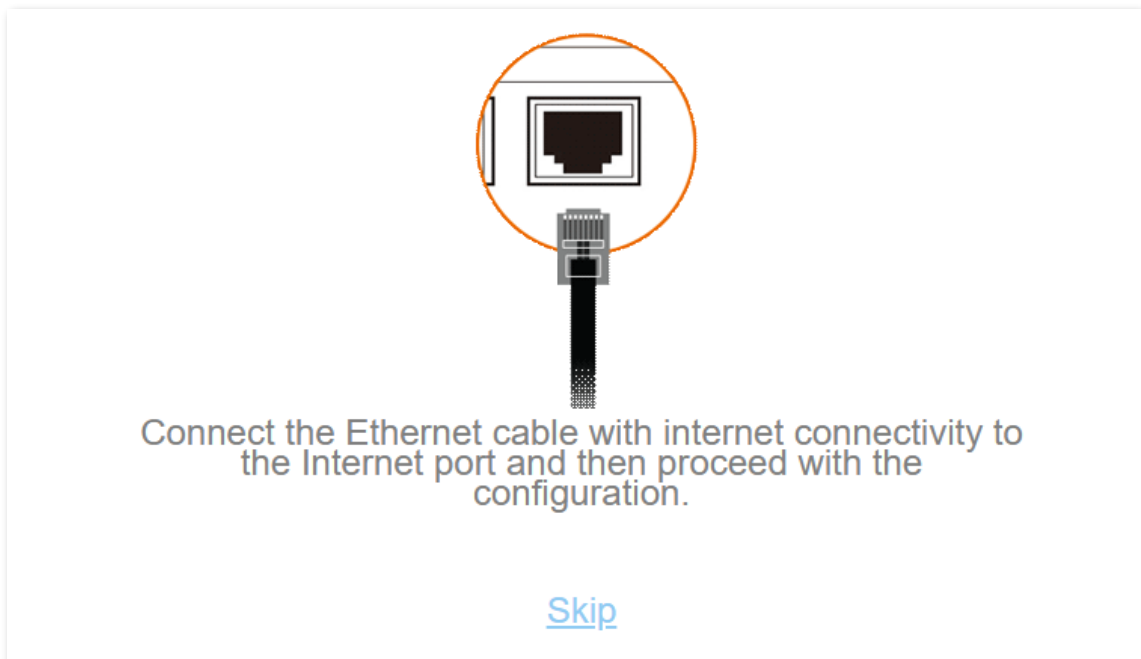 Connect the Ethernet cable with internet connectivity to
the Internet port and then proceed with the
configuration.
Skip